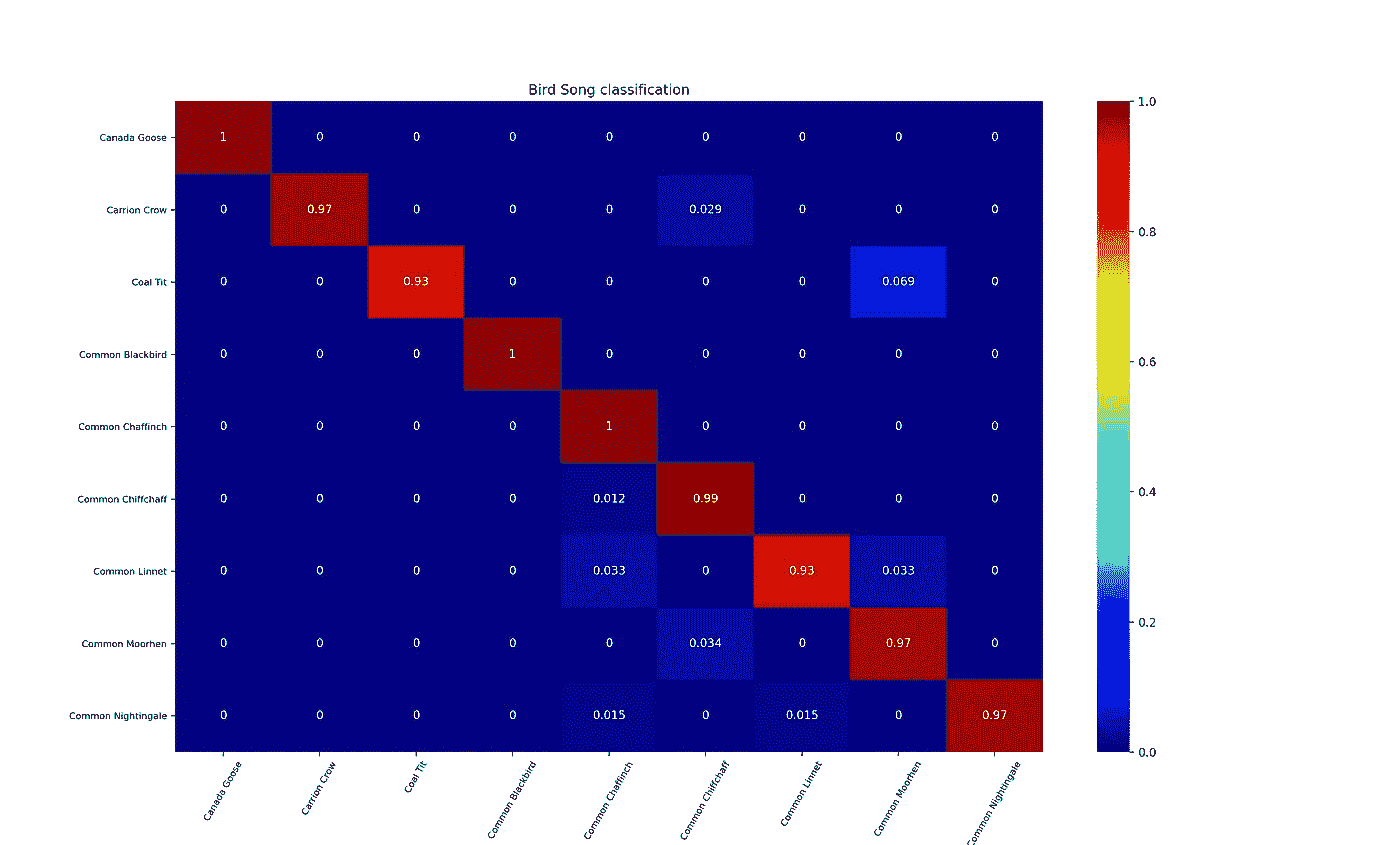 Bird Song classification
Canada Goose 1 0 0 0 0 0 0 0 0
Carrion Crow 0 0.97 0 0 0 0.029 0 0 0
Coal Tit 0 0 0.93 0 0 0 0 0.069 0
Common Blackbird 0 0 0 1 0 0 0 0 0
Common Chaffinch 0 0 0 0 1 0 0 0 0
Common Chiffchaff 0 0 0 0 0.012 0.99 0 0 0
Common Linnet 0 0 0 0 0.033 0 0.93 0.033 0
Common Moorhen 0 0 0 0 0 0.034 0 0.97 0
Common Nightingale 0 0 0 0 0.015 0 0.015 0 0.97
Canada Goose
Carrion Crow
Coal Tit
Common Blackbird
Common Chaffinch
Common Chiffchaff
Common Linnet
Common Moorhen
Common Nightingale
1.0
0.8
0.6
0.4
0.2
0.0